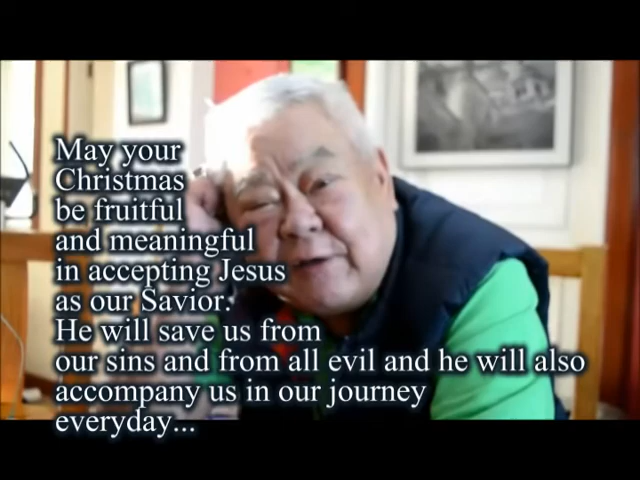 May your
Christmas
be fruitful
and meaningful
in accepting Jesus
as our Savior.
He will save us from
our sins and from all evil and he will also
accompany us in our journey
everyday...